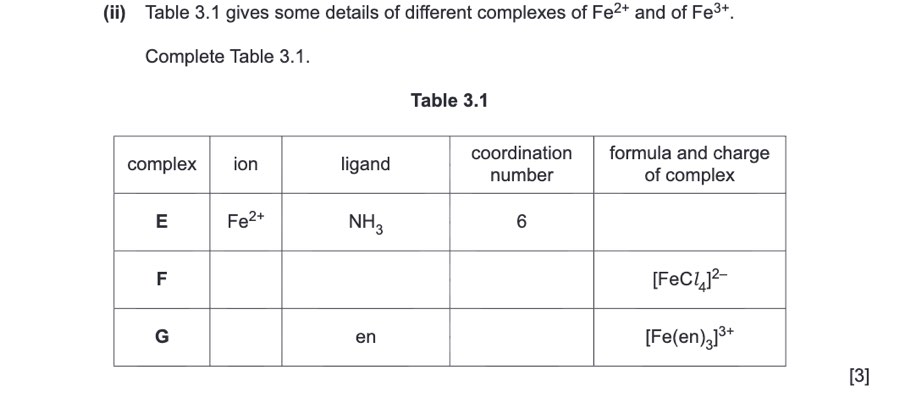 (ii) Table 3.1 gives some details of different complexes of Fe²⁺ and of Fe³⁺.
Complete Table 3.1.
Table 3.1
complex ion ligand coordination number formula and charge of complex
E Fe²⁺ NH₃ 6
F [FeCl₄]²⁻
G en [Fe(en)₃]³⁺
[3]